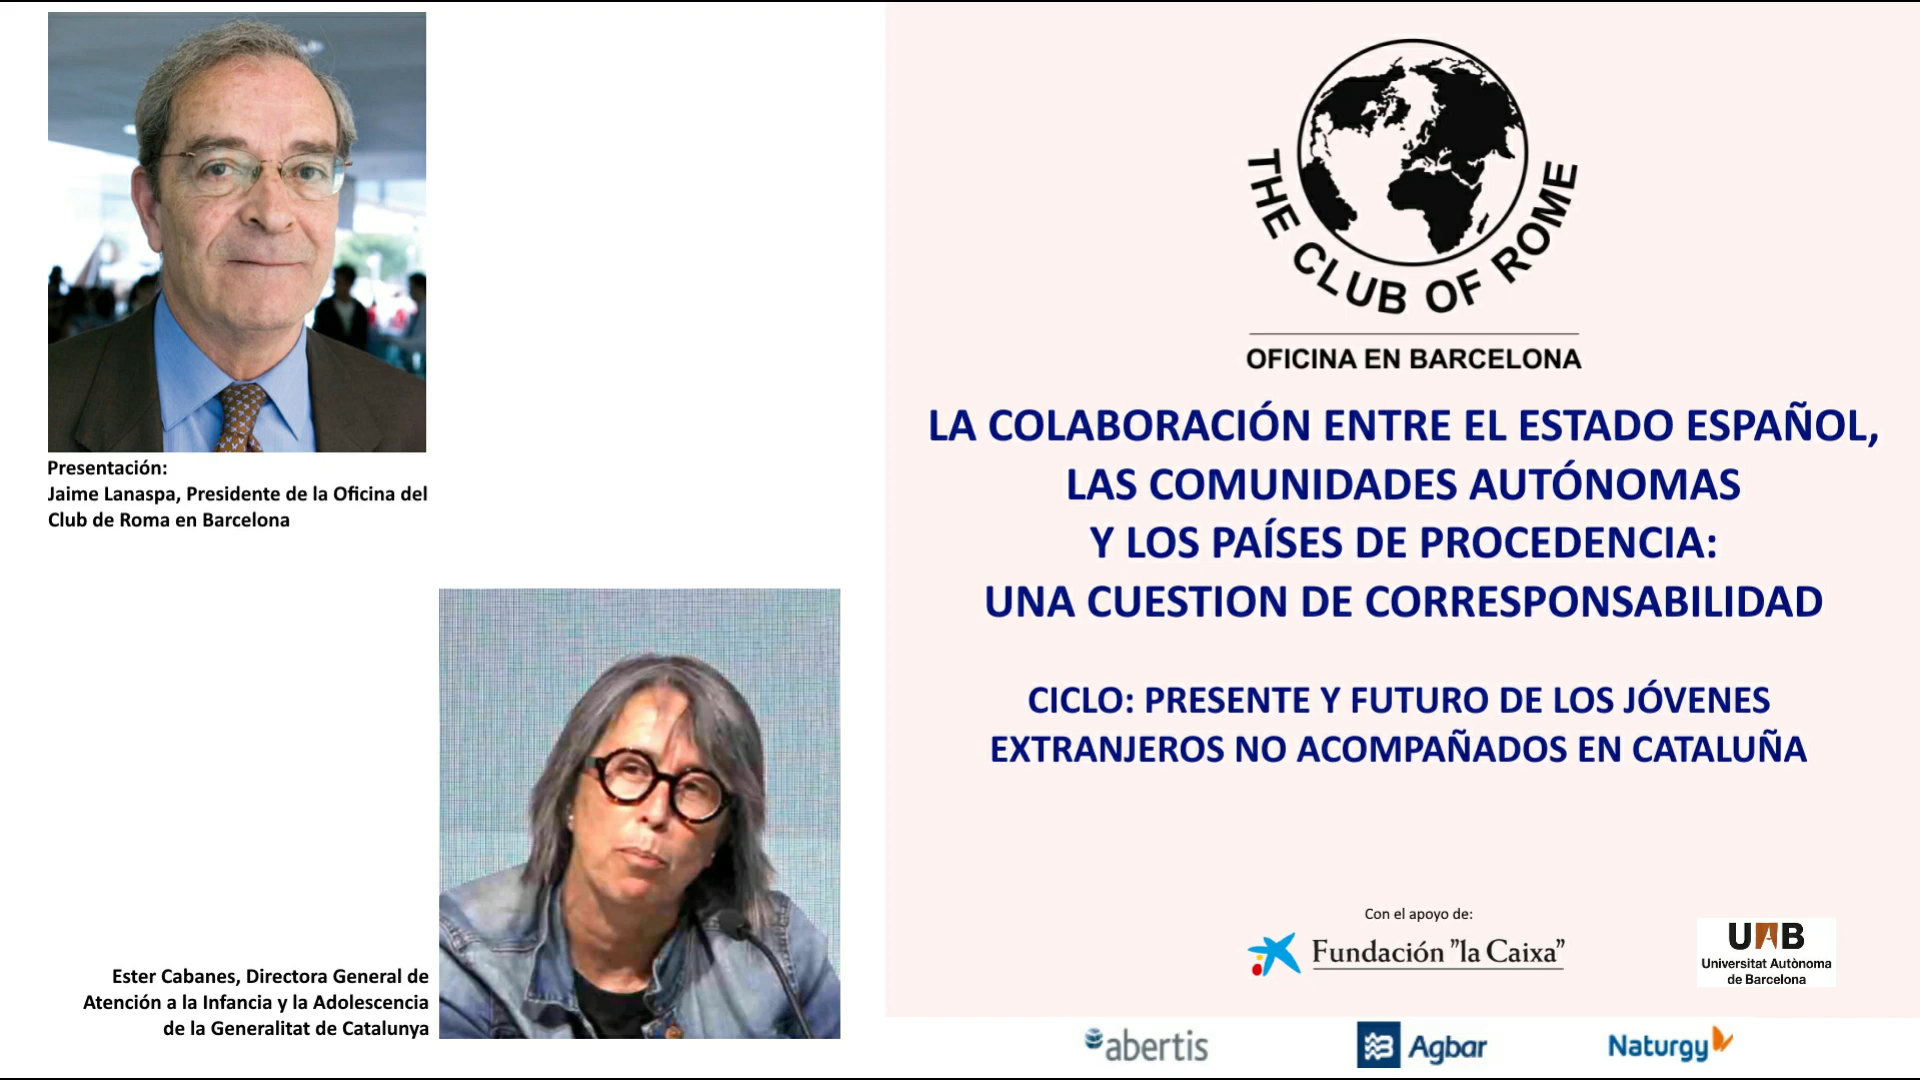 Presentación:
Jaime Lanaspa, Presidente de la Oficina del
Club de Roma en Barcelona
Ester Cabanes, Directora General de
Atención a la Infancia y la Adolescencia
de la Generalitat de Catalunya
THE CLUB OF ROME
OFICINA EN BARCELONA
LA COLABORACIÓN ENTRE EL ESTADO ESPAÑOL,
LAS COMUNIDADES AUTÓNOMAS
Y LOS PAÍSES DE PROCEDENCIA:
UNA CUESTION DE CORRESPONSABILIDAD
CICLO: PRESENTE Y FUTURO DE LOS JÓVENES
EXTRANJEROS NO ACOMPAÑADOS EN CATALUÑA
Con el apoyo de:
Fundación "la Caixa"
UAB
Universitat Autònoma
de Barcelona
abertis
Agbar
Naturgy